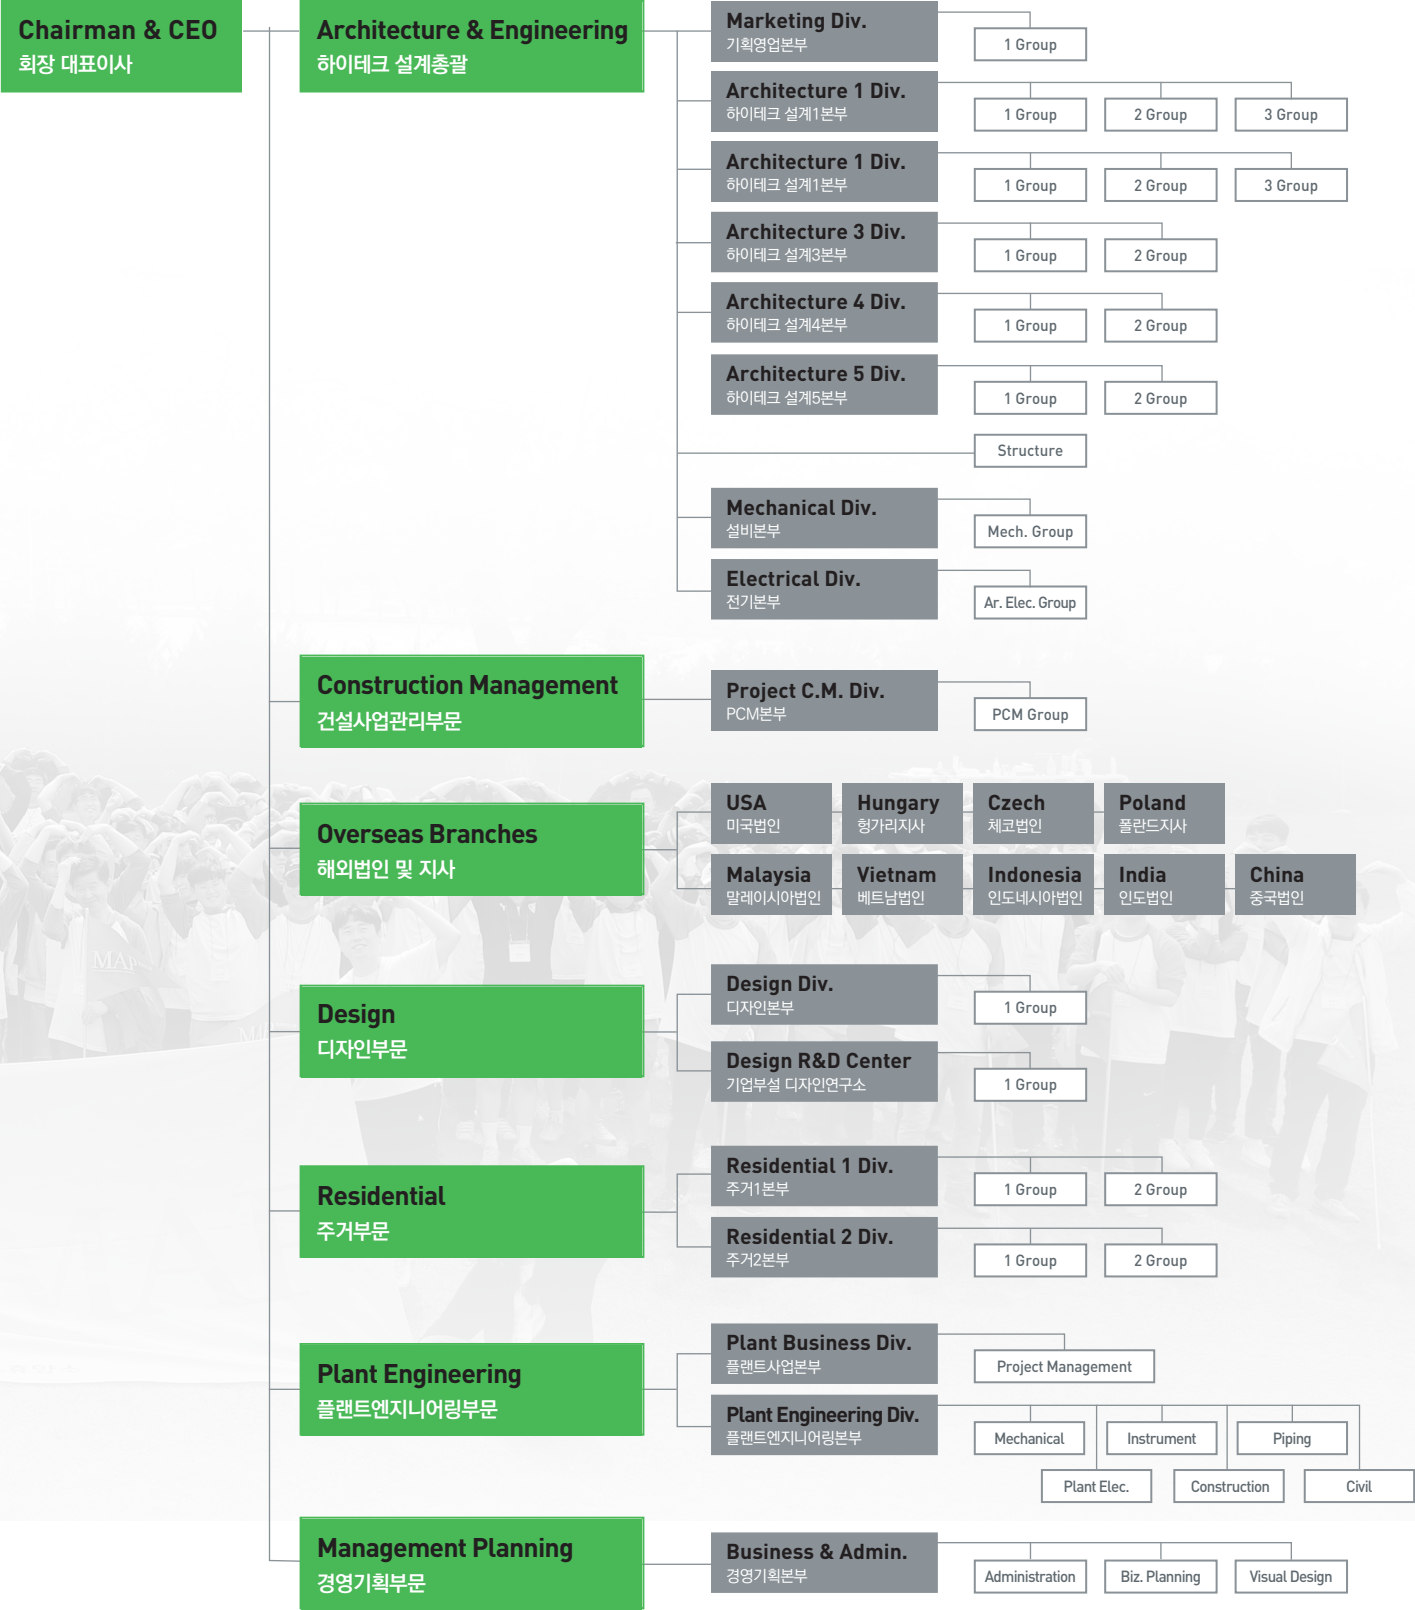 Chairman & CEO
회장 대표이사
Architecture & Engineering
하이테크 설계총괄
Marketing Div.
기획영업본부
1 Group
Architecture 1 Div.
하이테크 설계1본부
1 Group
2 Group
3 Group
Architecture 1 Div.
하이테크 설계1본부
1 Group
2 Group
3 Group
Architecture 3 Div.
하이테크 설계3본부
1 Group
2 Group
Architecture 4 Div.
하이테크 설계4본부
1 Group
2 Group
Architecture 5 Div.
하이테크 설계5본부
1 Group
2 Group
Structure
Mechanical Div.
설비본부
Mech. Group
Electrical Div.
전기본부
Ar. Elec. Group
Construction Management
건설사업관리부문
Project C.M. Div.
PCM본부
PCM Group
Overseas Branches
해외법인 및 지사
USA
미국법인
Hungary
헝가리지사
Czech
체코법인
Poland
폴란드지사
Malaysia
말레이시아법인
Vietnam
베트남법인
Indonesia
인도네시아법인
India
인도법인
China
중국법인
Design
디자인부문
Design Div.
디자인본부
1 Group
Design R&D Center
기업부설 디자인연구소
1 Group
Residential
주거부문
Residential 1 Div.
주거1본부
1 Group
2 Group
Residential 2 Div.
주거2본부
1 Group
2 Group
Plant Engineering
플랜트엔지니어링부문
Plant Business Div.
플랜트사업본부
Project Management
Plant Engineering Div.
플랜트엔지니어링본부
Mechanical
Instrument
Piping
Plant Elec.
Construction
Civil
Management Planning
경영기획부문
Business & Admin.
경영기획본부
Administration
Biz. Planning
Visual Design